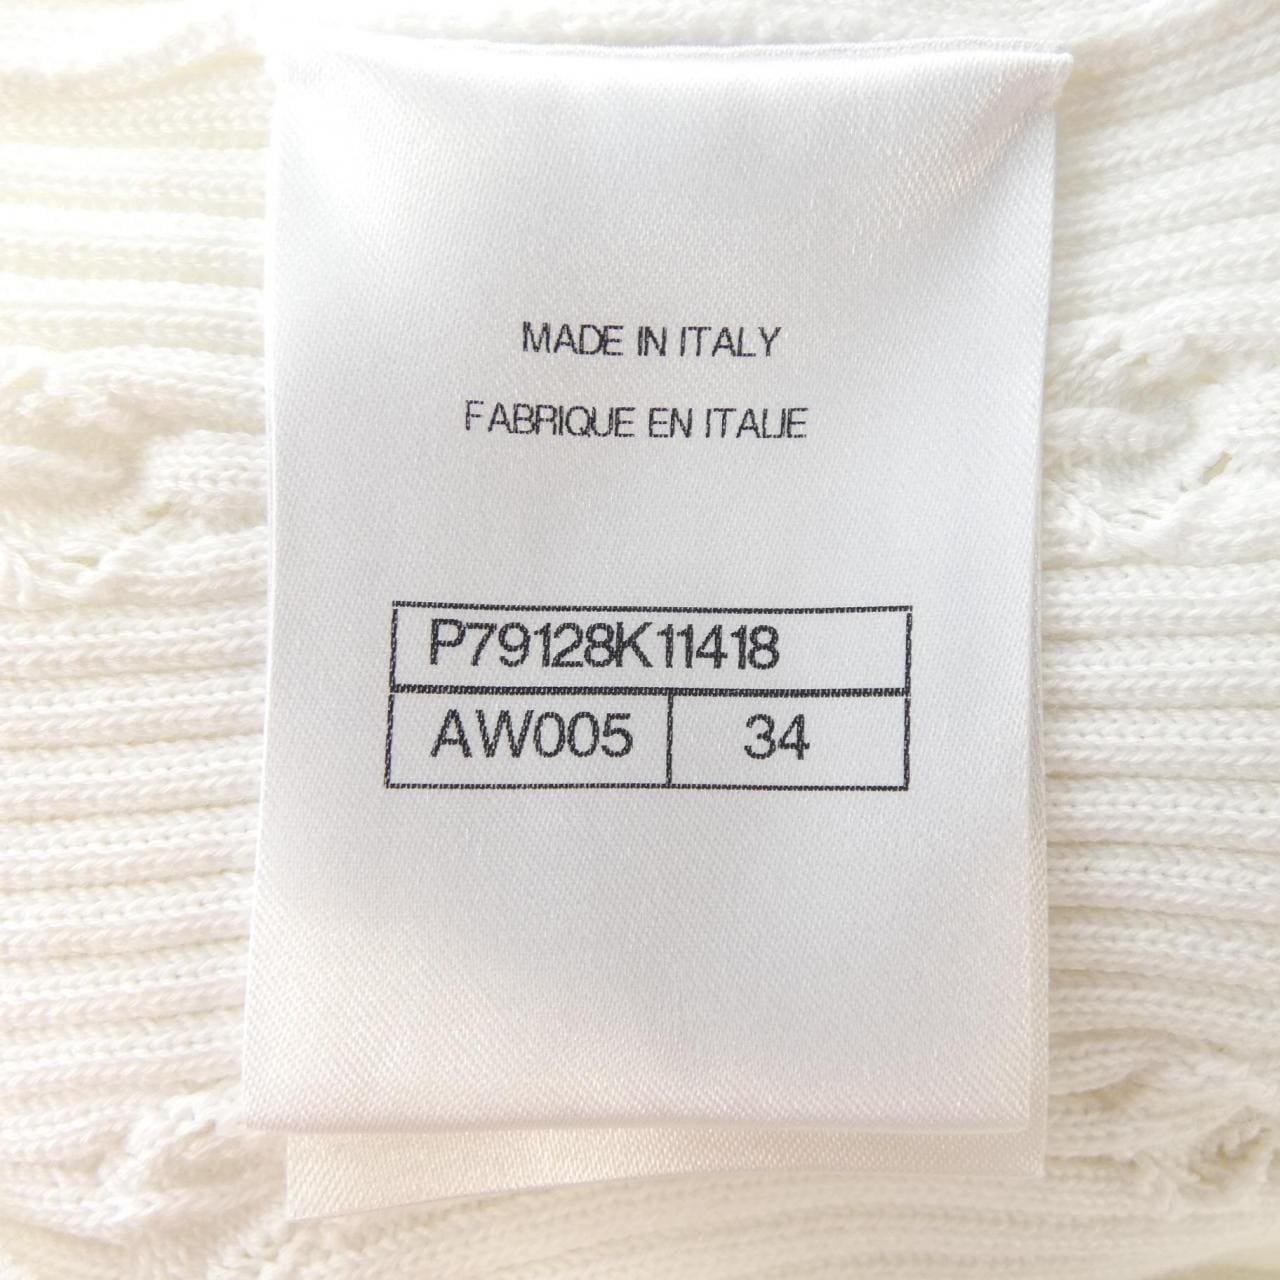 MADE IN ITALY
FABRIQUE EN ITALIE
P79128K11418
AW005 34